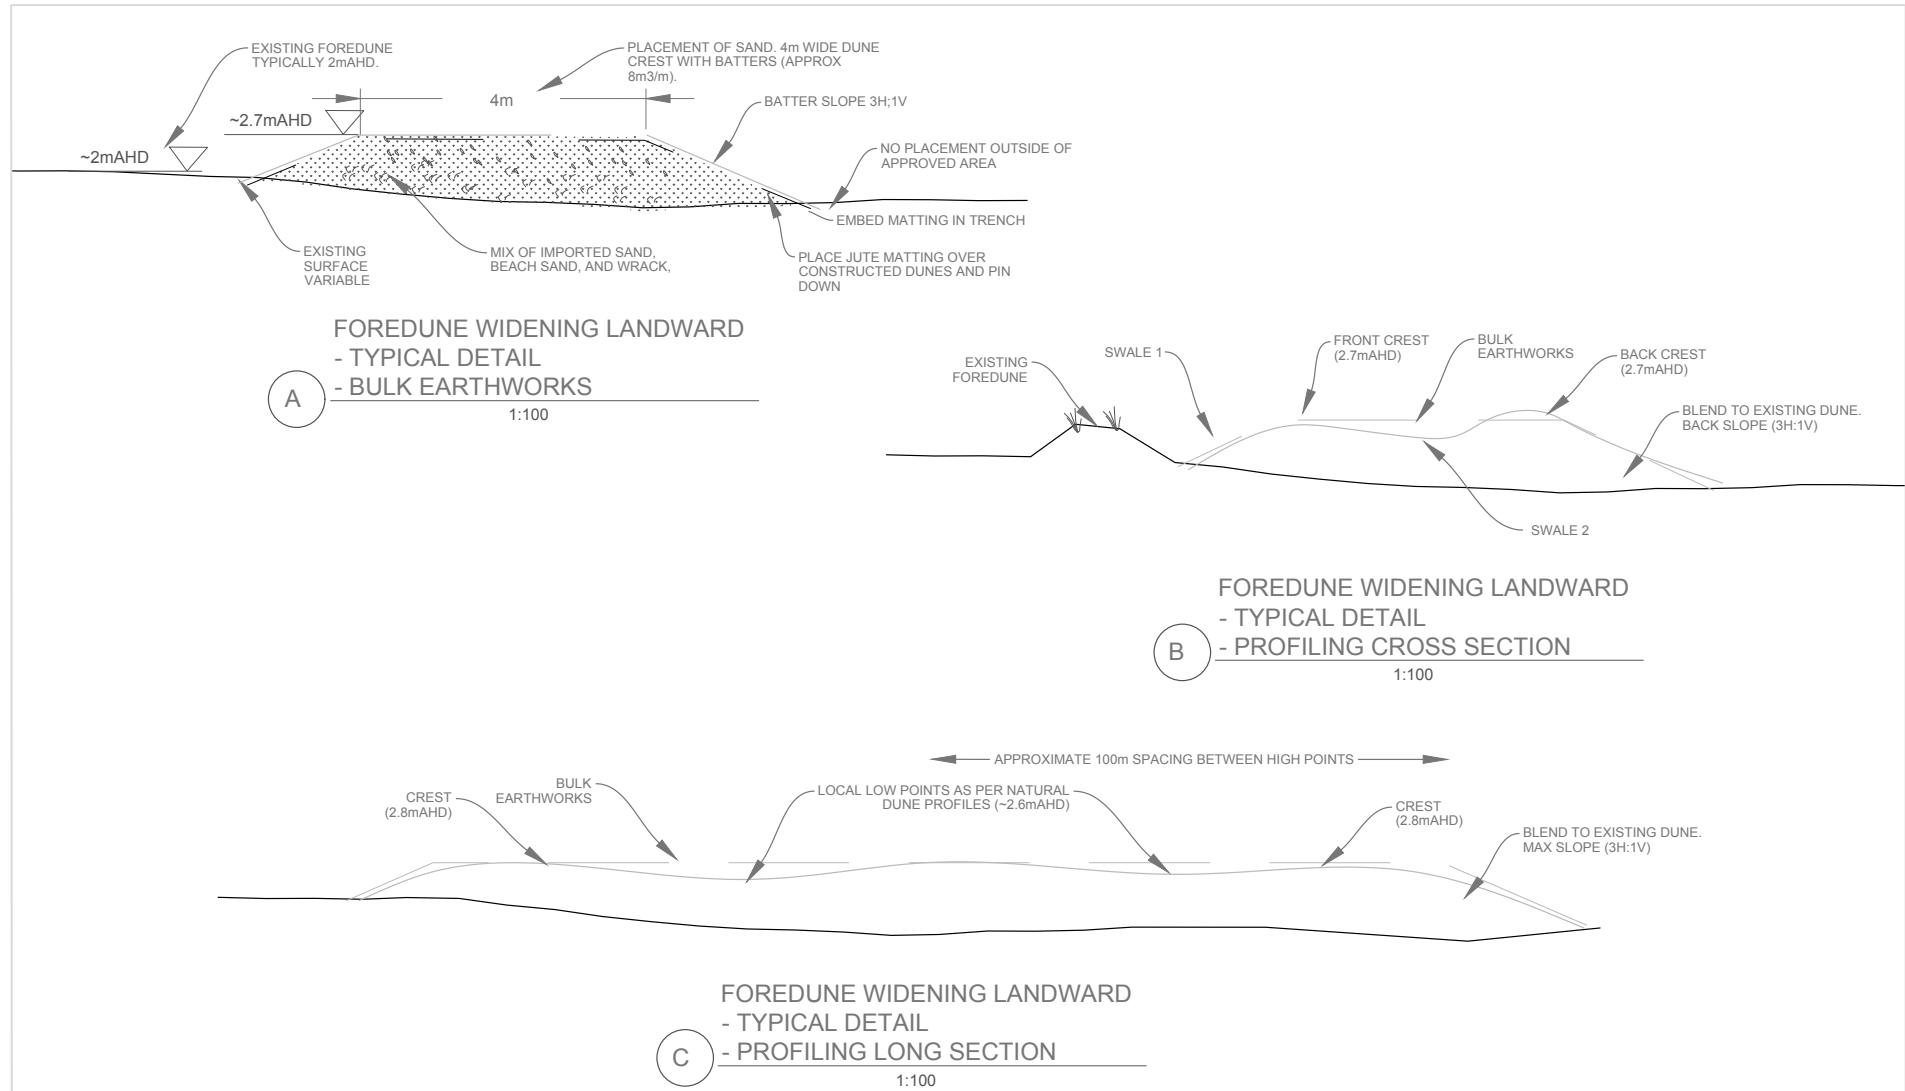 EXISTING FOREDUNE
TYPICALLY 2mAHD.
PLACEMENT OF SAND. 4m WIDE DUNE
CREST WITH BATTERS (APPROX
8m3/m).
4m
BATTER SLOPE 3H;1V
~2.7mAHD
~2mAHD
NO PLACEMENT OUTSIDE OF
APPROVED AREA
EMBED MATTING IN TRENCH
EXISTING
SURFACE
VARIABLE
MIX OF IMPORTED SAND,
BEACH SAND, AND WRACK,
PLACE JUTE MATTING OVER
CONSTRUCTED DUNES AND PIN
DOWN
A
FOREDUNE WIDENING LANDWARD
- TYPICAL DETAIL
- BULK EARTHWORKS
1:100
EXISTING
FOREDUNE
SWALE 1
FRONT CREST
(2.7mAHD)
BULK
EARTHWORKS
BACK CREST
(2.7mAHD)
BLEND TO EXISTING DUNE.
BACK SLOPE (3H:1V)
SWALE 2
B
FOREDUNE WIDENING LANDWARD
- TYPICAL DETAIL
- PROFILING CROSS SECTION
1:100
APPROXIMATE 100m SPACING BETWEEN HIGH POINTS
CREST
(2.8mAHD)
BULK
EARTHWORKS
LOCAL LOW POINTS AS PER NATURAL
DUNE PROFILES (~2.6mAHD)
CREST
(2.8mAHD)
BLEND TO EXISTING DUNE.
MAX SLOPE (3H:1V)
C
FOREDUNE WIDENING LANDWARD
- TYPICAL DETAIL
- PROFILING LONG SECTION
1:100